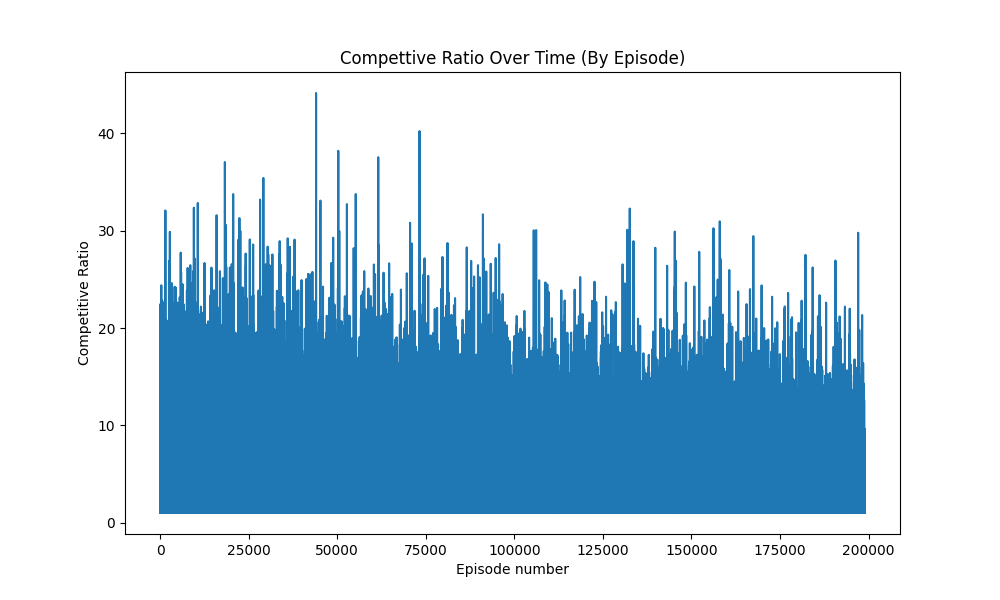 Compettive Ratio Over Time (By Episode)
Competitive Ratio
40
30
20
10
0
0 25000 50000 75000 100000 125000 150000 175000 200000
Episode number